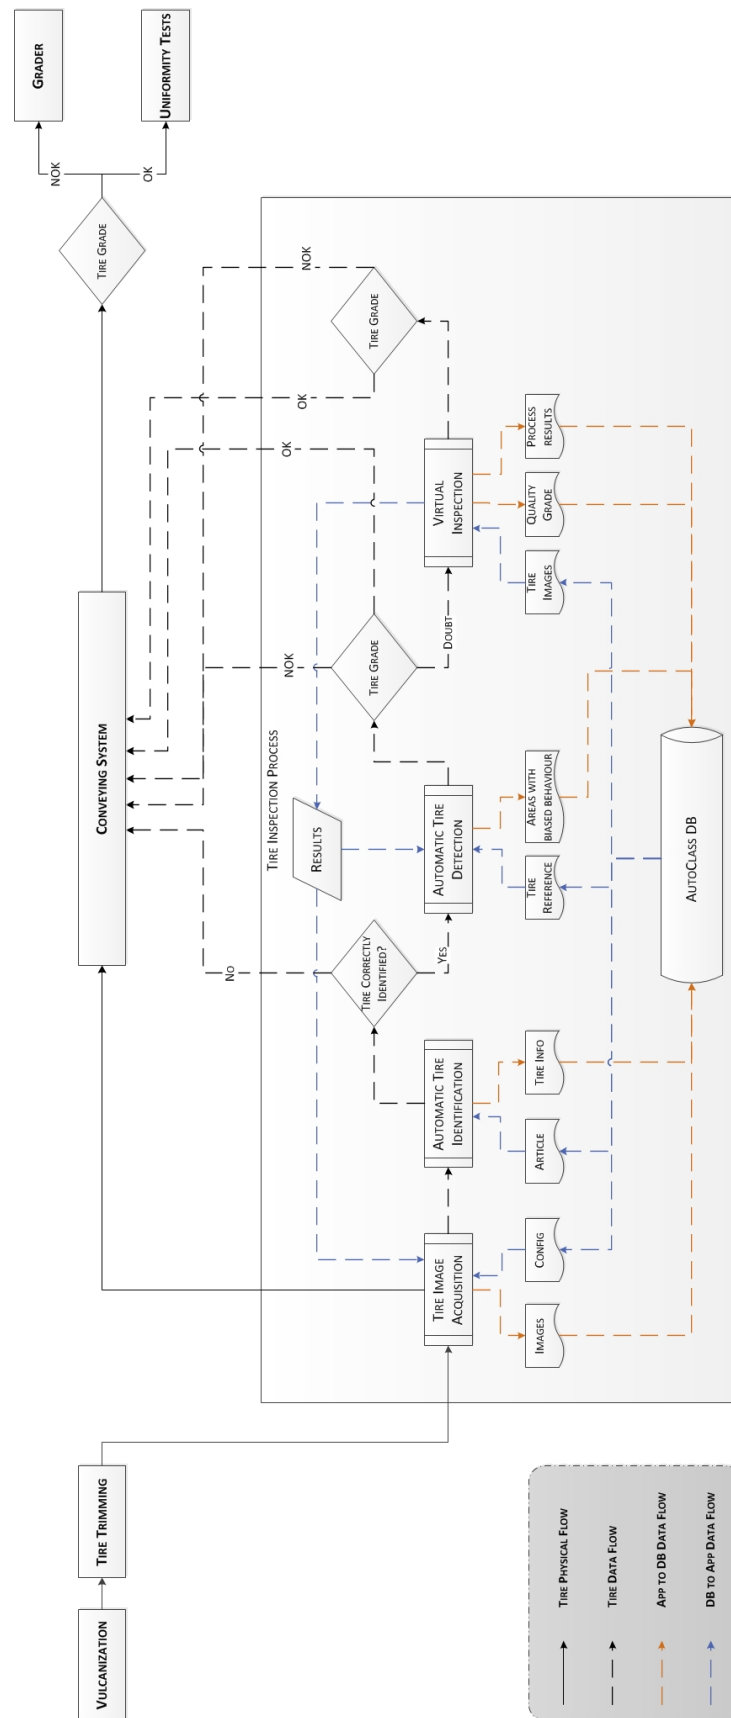 VULCANIZATION
TIRE TRIMMING
CONVEYING SYSTEM
TIRE GRADE
NOK
OK
GRADER
UNIFORMITY TESTS
TIRE INSPECTION PROCESS
TIRE IMAGE
ACQUISITION
AUTOMATIC TIRE
IDENTIFICATION
TIRE CORRECTLY
IDENTIFIED?
NO
YES
RESULTS
AUTOMATIC TIRE
DETECTION
TIRE GRADE
NOK
OK
DOUBT
VIRTUAL
INSPECTION
TIRE GRADE
OK
NOK
IMAGES
CONFIG
ARTICLE
TIRE INFO
TIRE
REFERENCE
AREAS WITH
BIASED BEHAVIOUR
TIRE
IMAGES
QUALITY
GRADE
PROCESS
RESULTS
AUTOCLASS DB
TIRE PHYSICAL FLOW
TIRE DATA FLOW
APP TO DB DATA FLOW
DB TO APP DATA FLOW